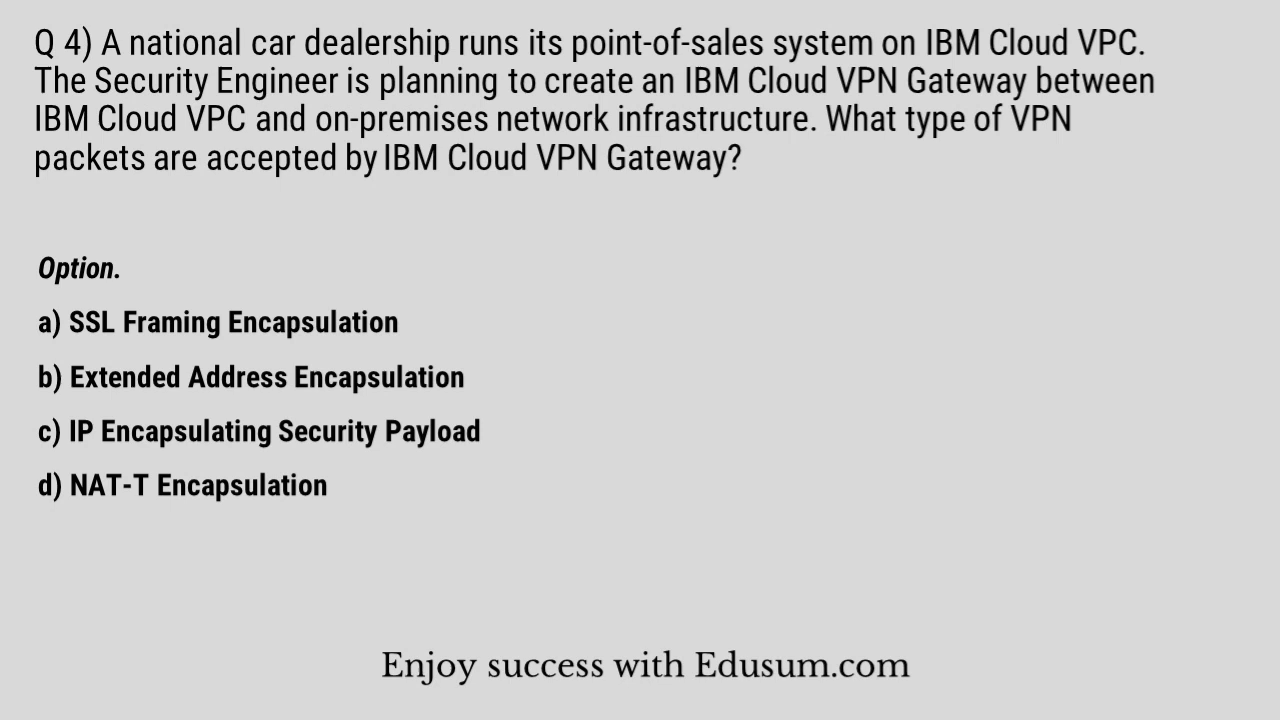 Q 4) A national car dealership runs its point-of-sales system on IBM Cloud VPC.
The Security Engineer is planning to create an IBM Cloud VPN Gateway between
IBM Cloud VPC and on-premises network infrastructure. What type of VPN
packets are accepted by IBM Cloud VPN Gateway?
Option.
a) SSL Framing Encapsulation
b) Extended Address Encapsulation
c) IP Encapsulating Security Payload
d) NAT-T Encapsulation
Enjoy success with Edusum.com